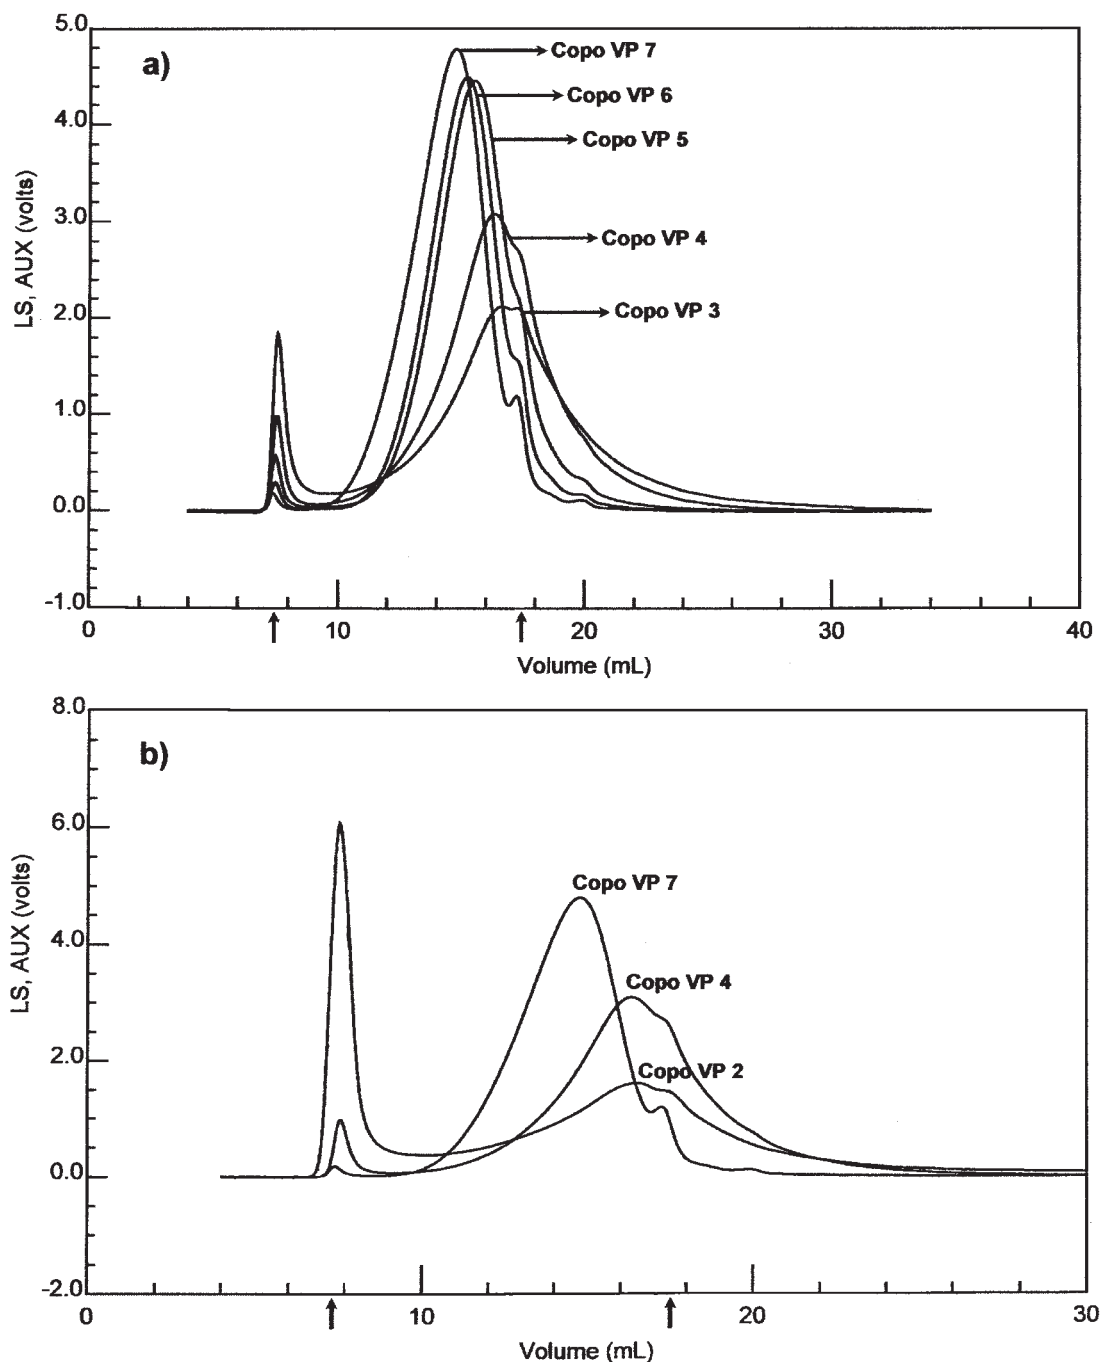 5.0
a)
Copo VP 7
Copo VP 6
4.0
Copo VP 5
3.0
Copo VP 4
2.0
Copo VP 3
1.0
0.0
-1.0
LS, AUX (volts)
0 10 20 30 40
Volume (mL)
8.0
b)
6.0
Copo VP 7
4.0
Copo VP 4
2.0
Copo VP 2
0.0
-2.0
LS, AUX (volts)
0 10 20 30
Volume (mL)